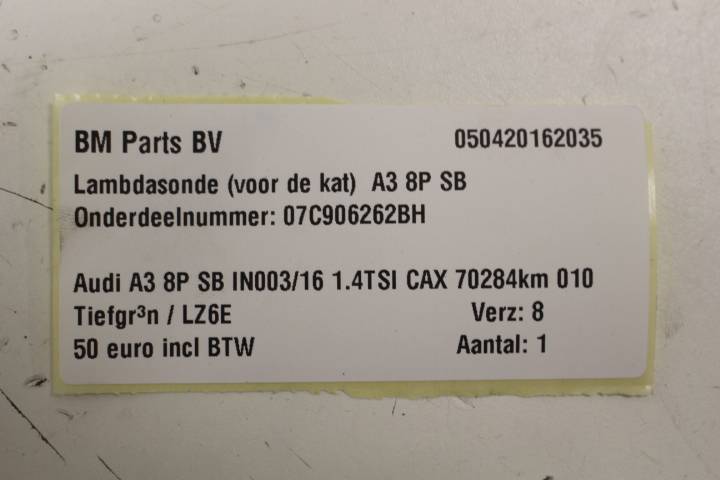 BM Parts BV 050420162035
Lambdasonde (voor de kat) A3 8P SB
Onderdeelnummer: 07C906262BH
Audi A3 8P SB IN003/16 1.4TSI CAX 70284km 010
Tiefgr³n / LZ6E Verz: 8
50 euro incl BTW Aantal: 1